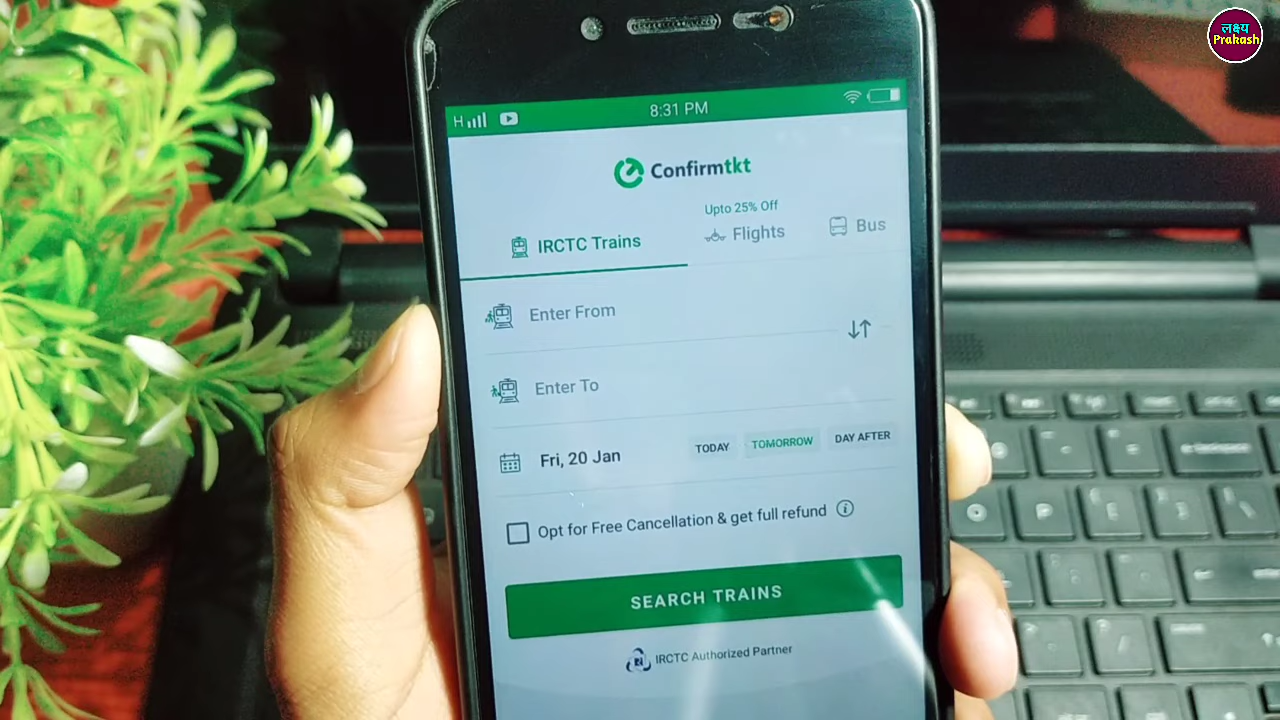 लक्ष्य
Prakash
H 8:31 PM
Confirmtkt
Upto 25% Off
IRCTC Trains
Flights
Bus
Enter From
Enter To
Fri, 20 Jan
TODAY
TOMORROW
DAY AFTER
Opt for Free Cancellation & get full refund
SEARCH TRAINS
IRCTC Authorized Partner
P